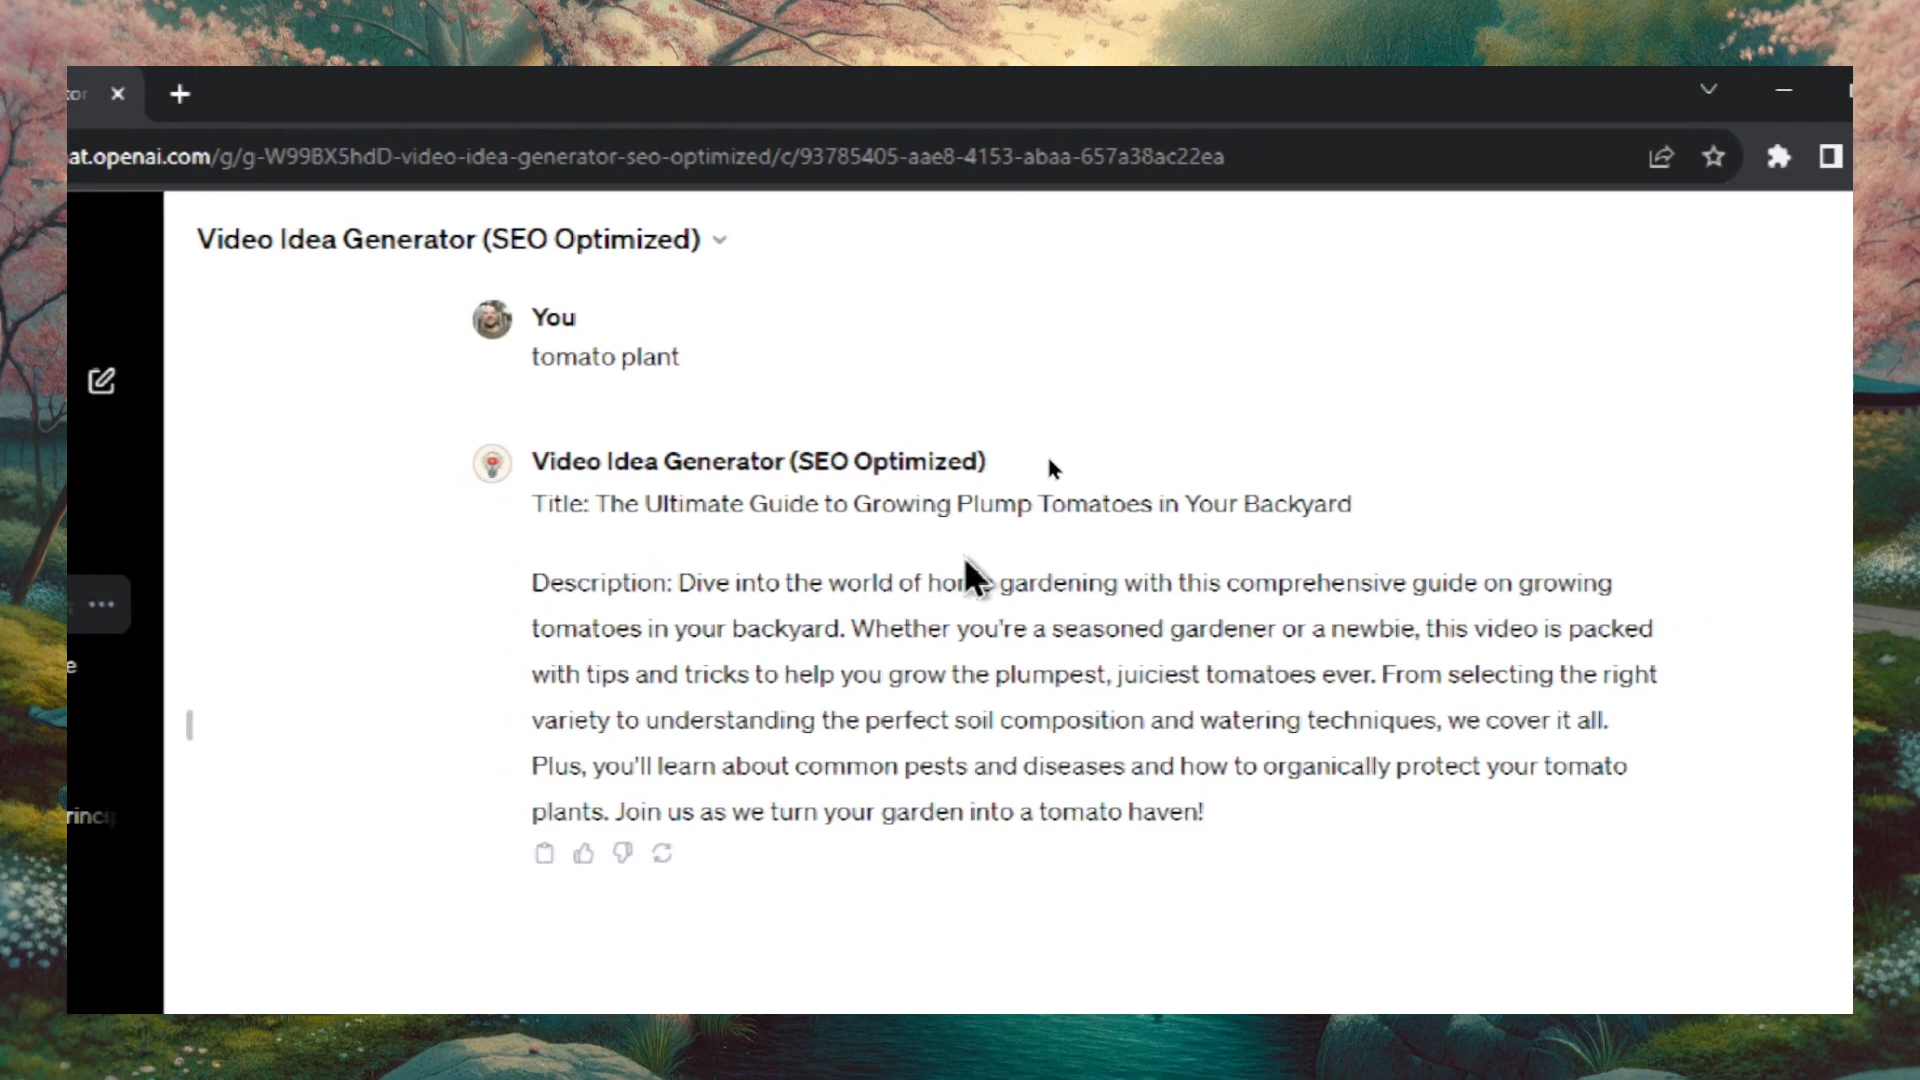 at.openai.com/g/g-W99BX5hdD-video-idea-generator-seo-optimized/c/93785405-aae8-4153-abaa-657a38ac22ea
Video Idea Generator (SEO Optimized)
You
tomato plant
Video Idea Generator (SEO Optimized)
Title: The Ultimate Guide to Growing Plump Tomatoes in Your Backyard
Description: Dive into the world of home gardening with this comprehensive guide on growing
tomatoes in your backyard. Whether you're a seasoned gardener or a newbie, this video is packed
with tips and tricks to help you grow the plumpest, juiciest tomatoes ever. From selecting the right
variety to understanding the perfect soil composition and watering techniques, we cover it all.
Plus, you'll learn about common pests and diseases and how to organically protect your tomato
plants. Join us as we turn your garden into a tomato haven!